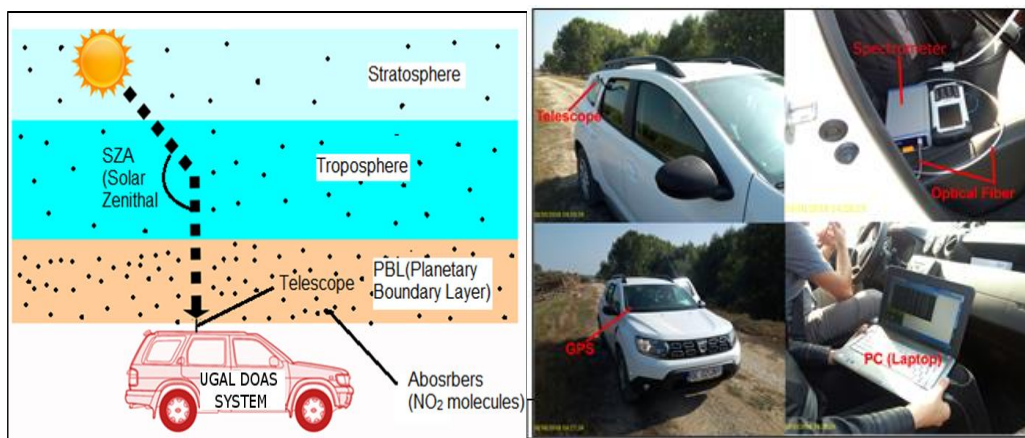 Stratosphere
SZA
(Solar
Zenithal
Troposphere
PBL(Planetary
Boundary Layer)
Telescope
UGAL DOAS
SYSTEM
Abosrbers
(NO₂ molecules)
Telescope
Spectrometer
Optical Fiber
GPS
PC (Laptop)